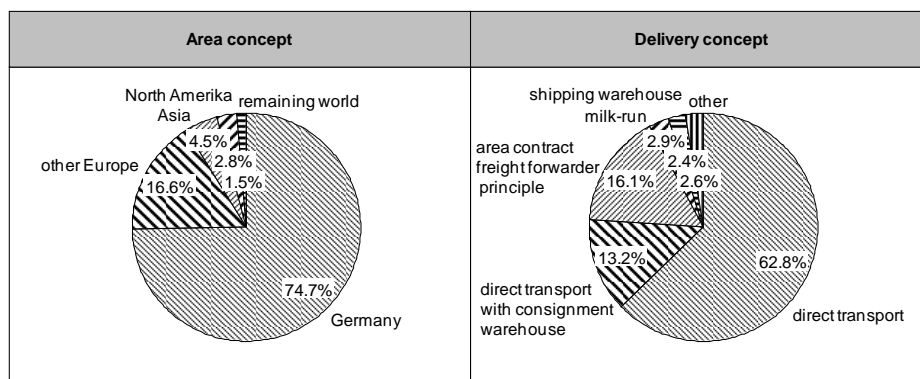 Area concept
North Amerika
Asia
remaining world
other Europe
4.5%
2.8%
1.5%
16.6%
74.7%
Germany
Delivery concept
shipping warehouse
milk-run
other
area contract
freight forwarder
principle
2.9%
2.4%
2.6%
16.1%
13.2%
62.8%
direct transport
with consignment
warehouse
direct transport